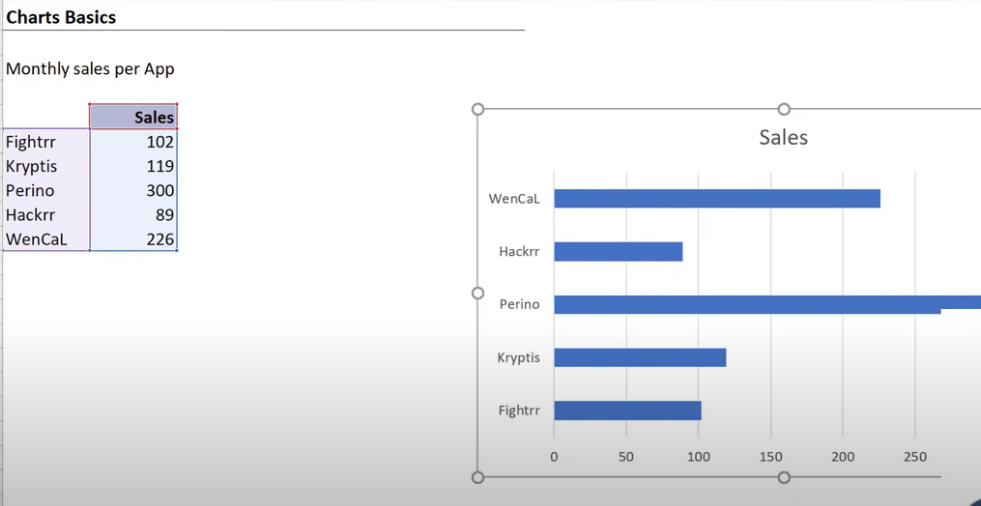 Charts Basics
Monthly sales per App
Sales
Fightrr 102
Kryptis 119
Perino 300
Hackrr 89
WenCaL 226
Sales
WenCaL
Hackrr
Perino
Kryptis
Fightrr
0 50 100 150 200 250